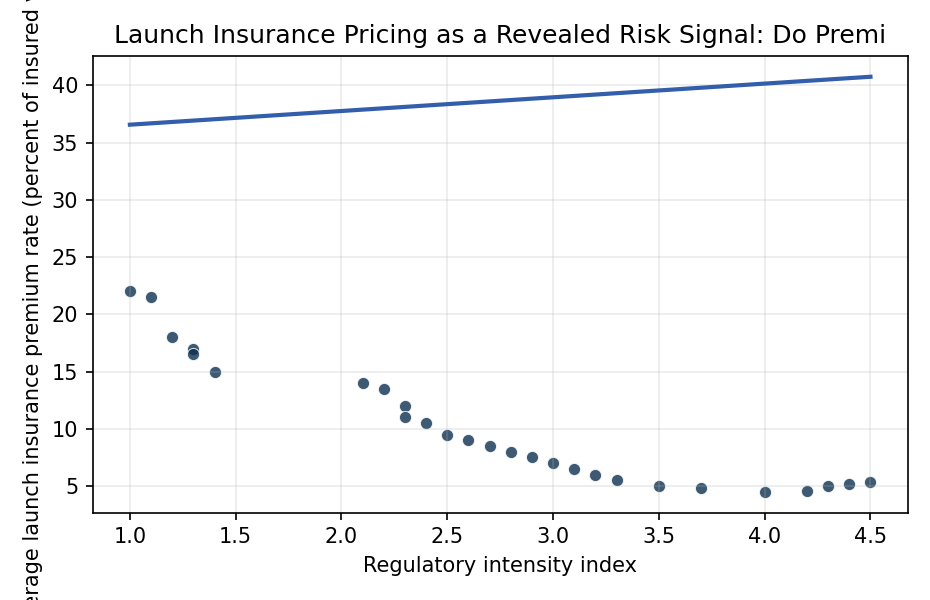 Launch Insurance Pricing as a Revealed Risk Signal: Do Premi
erage launch insurance premium rate (percent of insured
40
35
30
25
20
15
10
5
1.0 1.5 2.0 2.5 3.0 3.5 4.0 4.5
Regulatory intensity index